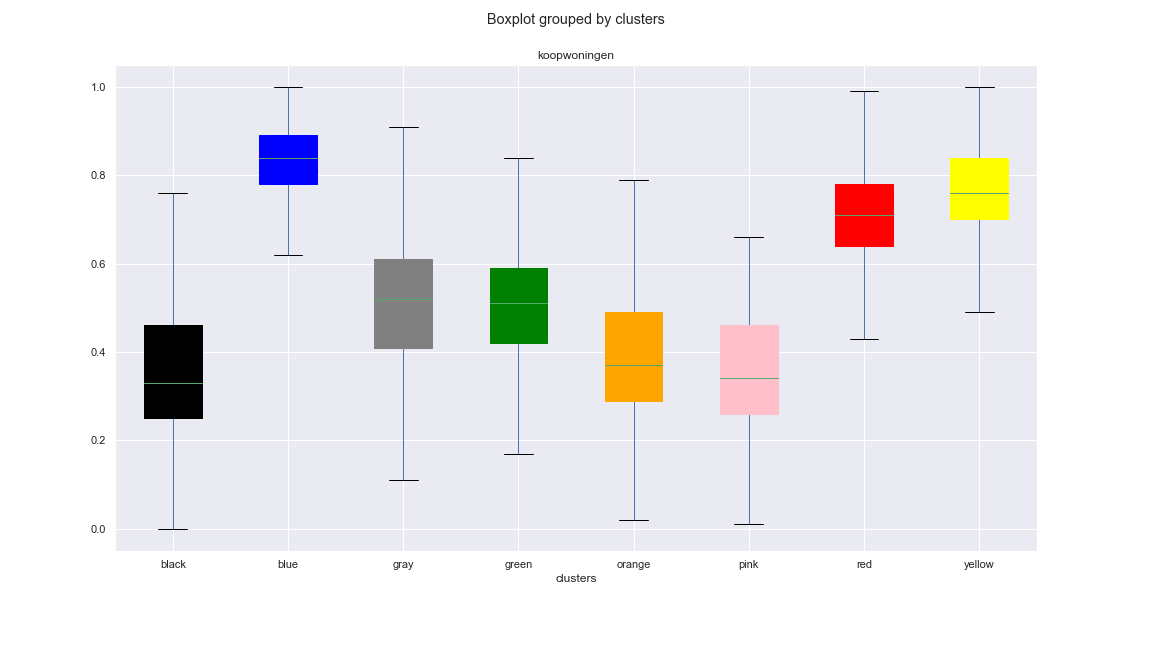 Boxplot grouped by clusters
koopwoningen
1.0
0.8
0.6
0.4
0.2
0.0
black blue gray green orange pink red yellow
clusters